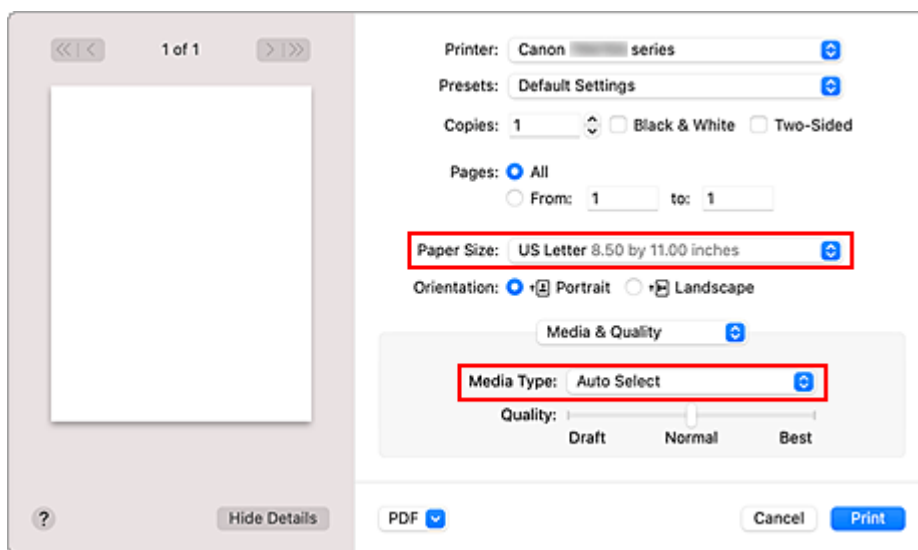 1 of 1
Printer: Canon series
Presets: Default Settings
Copies: 1 Black & White Two-Sided
Pages: All
From: 1 to: 1
Paper Size: US Letter 8.50 by 11.00 inches
Orientation: Portrait Landscape
Media & Quality
Media Type: Auto Select
Quality:
Draft Normal Best
? Hide Details PDF Cancel Print